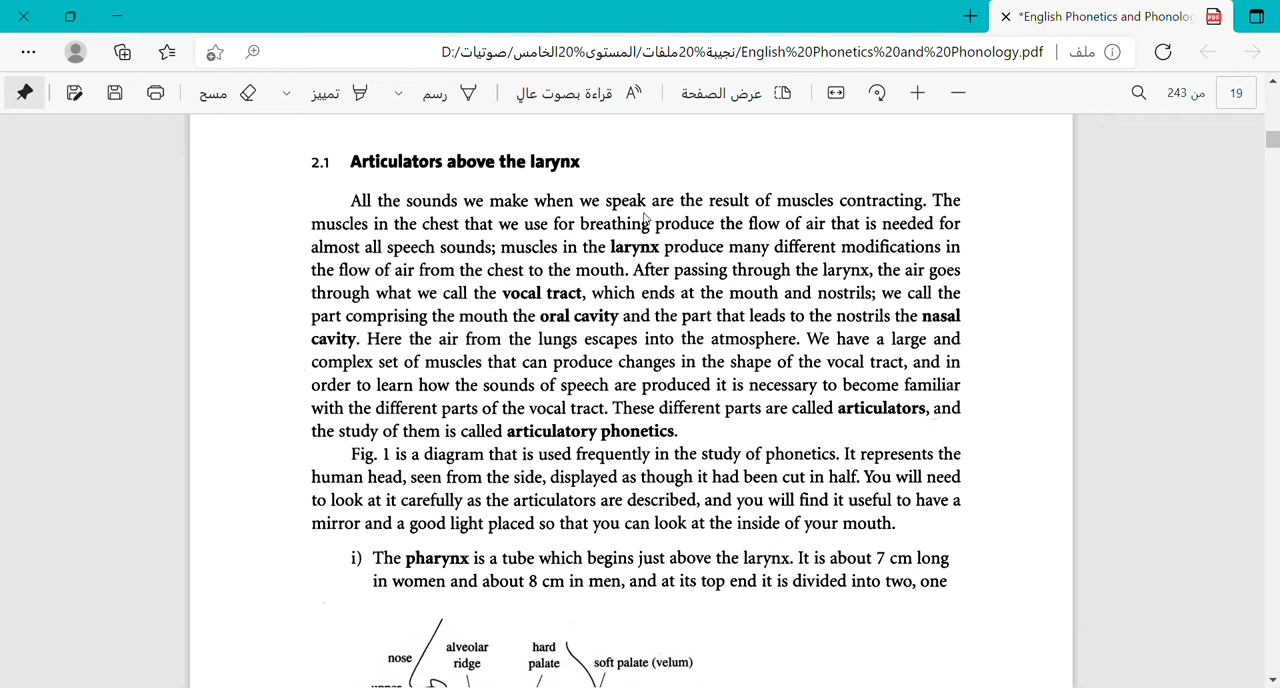 *English Phonetics and Phonolo
D:/نجيبة%20ملفات/المستوى%20الخامس/صوتيات/English%20Phonetics%20and%20Phonology.pdf
ملف
19
من 243
عرض الصفحة
قراءة بصوت عالٍ
رسم
تمييز
مسح
2.1 Articulators above the larynx
All the sounds we make when we speak are the result of muscles contracting. The
muscles in the chest that we use for breathing produce the flow of air that is needed for
almost all speech sounds; muscles in the larynx produce many different modifications in
the flow of air from the chest to the mouth. After passing through the larynx, the air goes
through what we call the vocal tract, which ends at the mouth and nostrils; we call the
part comprising the mouth the oral cavity and the part that leads to the nostrils the nasal
cavity. Here the air from the lungs escapes into the atmosphere. We have a large and
complex set of muscles that can produce changes in the shape of the vocal tract, and in
order to learn how the sounds of speech are produced it is necessary to become familiar
with the different parts of the vocal tract. These different parts are called articulators, and
the study of them is called articulatory phonetics.
Fig. 1 is a diagram that is used frequently in the study of phonetics. It represents the
human head, seen from the side, displayed as though it had been cut in half. You will need
to look at it carefully as the articulators are described, and you will find it useful to have a
mirror and a good light placed so that you can look at the inside of your mouth.
i) The pharynx is a tube which begins just above the larynx. It is about 7 cm long
in women and about 8 cm in men, and at its top end it is divided into two, one
nose
alveolar
ridge
hard
palate
soft palate (velum)